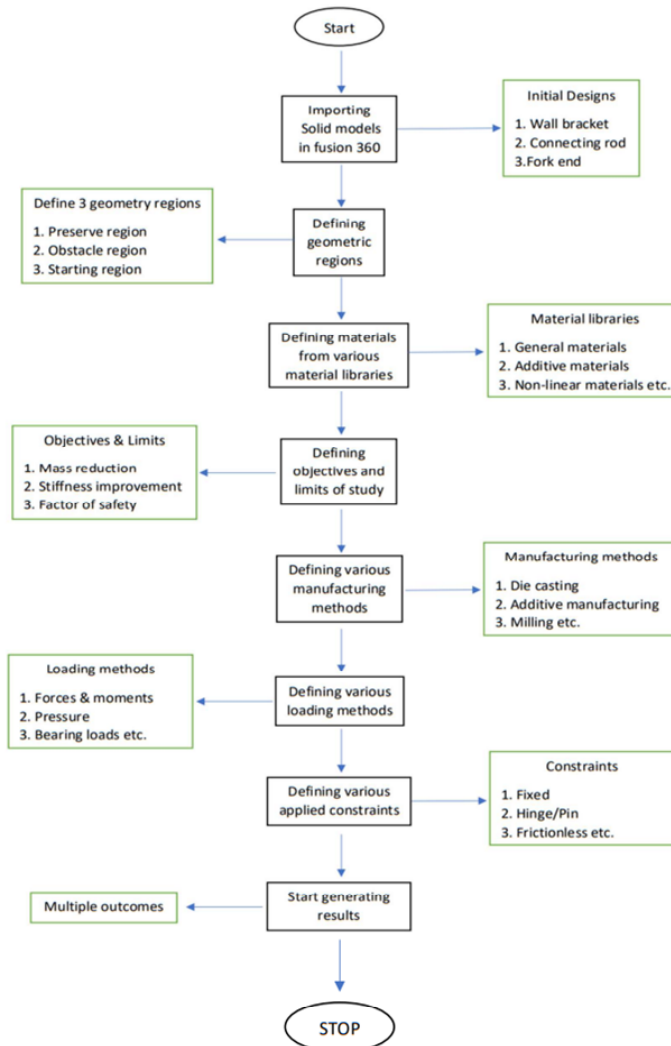 Start
Importing
Solid models
in fusion 360
Initial Designs
1. Wall bracket
2. Connecting rod
3.Fork end
Define 3 geometry regions
1. Preserve region
2. Obstacle region
3. Starting region
Defining
geometric
regions
Defining materials
from various
material libraries
Material libraries
1. General materials
2. Additive materials
3. Non-linear materials etc.
Objectives & Limits
1. Mass reduction
2. Stiffness improvement
3. Factor of safety
Defining
objectives and
limits of study
Defining various
manufacturing
methods
Manufacturing methods
1. Die casting
2. Additive manufacturing
3. Milling etc.
Loading methods
1. Forces & moments
2. Pressure
3. Bearing loads etc.
Defining various
loading methods
Defining various
applied constraints
Constraints
1. Fixed
2. Hinge/Pin
3. Frictionless etc.
Multiple outcomes
Start generating
results
STOP